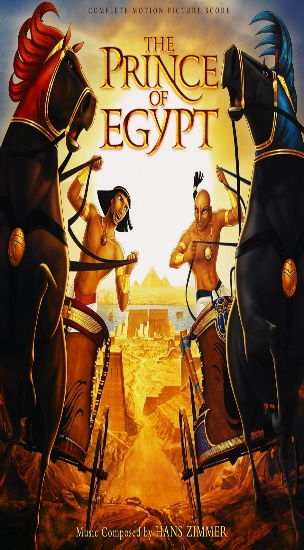 COMPLETE MOTION PICTURE SCORE
THE
PRINCE
OF
EGYPT
Music Composed by HANS ZIMMER